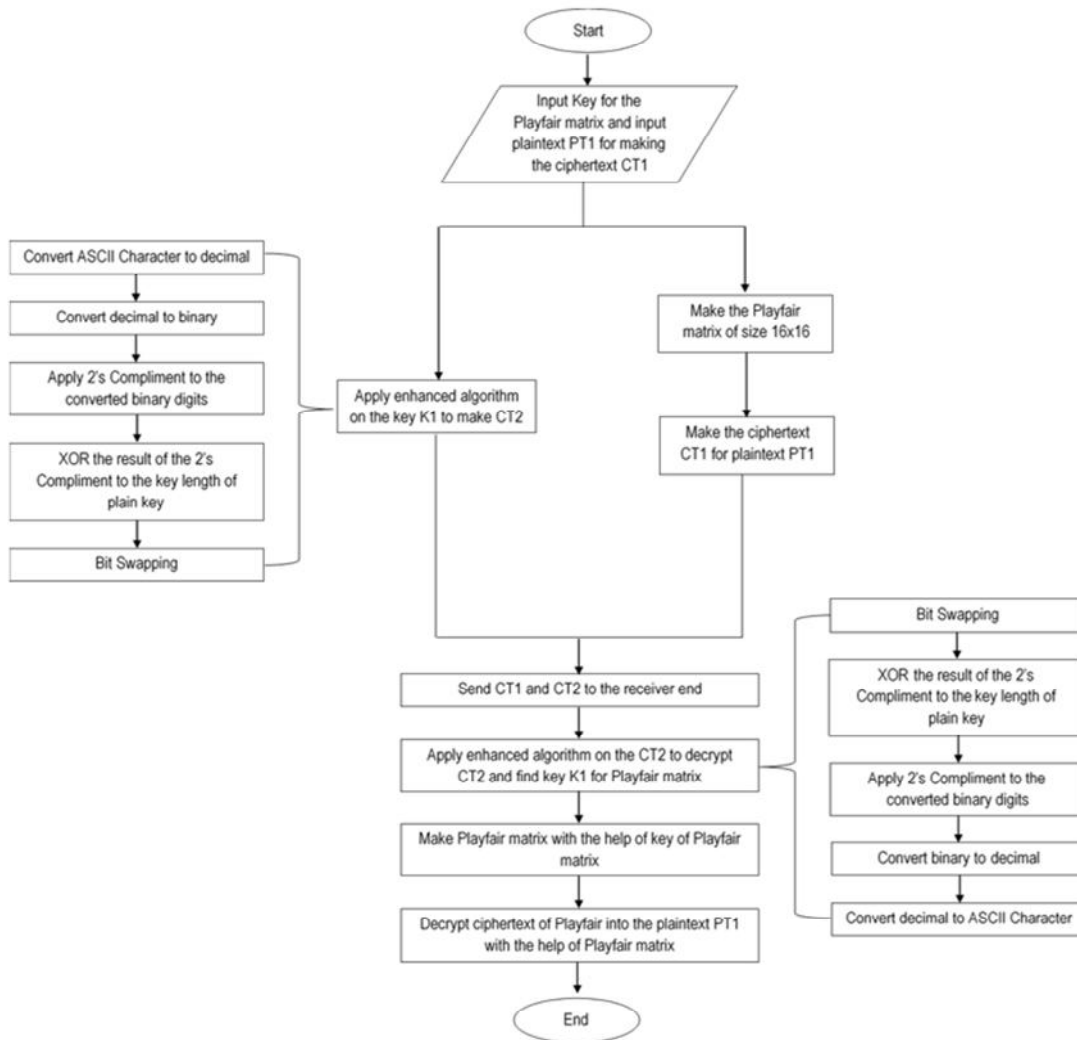 Start
Input Key for the
Playfair matrix and input
plaintext PT1 for making
the ciphertext CT1
Convert ASCII Character to decimal
Convert decimal to binary
Apply 2's Compliment to the
converted binary digits
XOR the result of the 2's
Compliment to the key length of
plain key
Bit Swapping
Apply enhanced algorithm
on the key K1 to make CT2
Make the Playfair
matrix of size 16x16
Make the ciphertext
CT1 for plaintext PT1
Send CT1 and CT2 to the receiver end
Apply enhanced algorithm on the CT2 to decrypt
CT2 and find key K1 for Playfair matrix
Make Playfair matrix with the help of key of Playfair
matrix
Decrypt ciphertext of Playfair into the plaintext PT1
with the help of Playfair matrix
End
Bit Swapping
XOR the result of the 2's
Compliment to the key length of
plain key
Apply 2's Compliment to the
converted binary digits
Convert binary to decimal
Convert decimal to ASCII Character